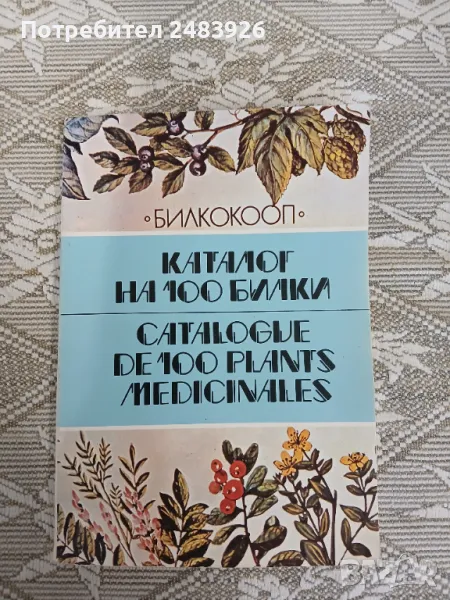 Потребител 2483926
•БИЛКОКООП•
КАТАЛОГ
НА 100 БИЛКИ
CATALOGUE
DE 100 PLANTS
MEDICINALES